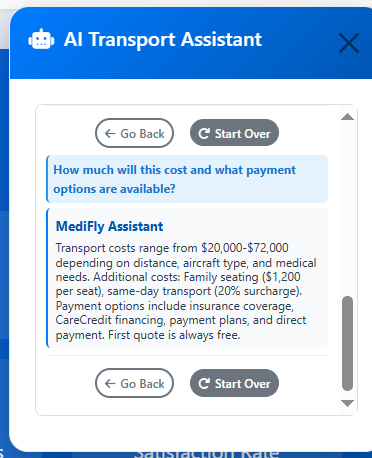 AI Transport Assistant
← Go Back
Start Over
How much will this cost and what payment
options are available?
MediFly Assistant
Transport costs range from $20,000-$72,000
depending on distance, aircraft type, and medical
needs. Additional costs: Family seating ($1,200
per seat), same-day transport (20% surcharge).
Payment options include insurance coverage,
CareCredit financing, payment plans, and direct
payment. First quote is always free.
← Go Back
Start Over
Satisfaction Rate